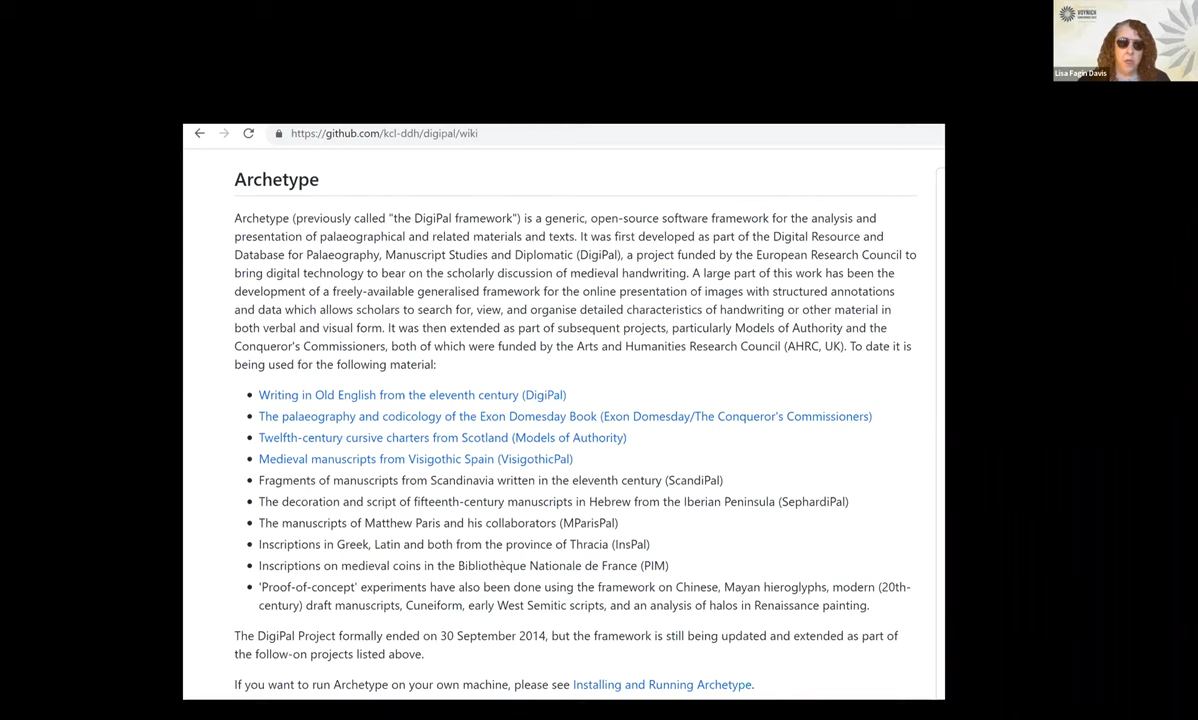 VOYNICH
Lisa Fagin Davis
https://github.com/kcl-ddh/digipal/wiki
Archetype
Archetype (previously called "the DigiPal framework") is a generic, open-source software framework for the analysis and
presentation of palaeographical and related materials and texts. It was first developed as part of the Digital Resource and
Database for Palaeography, Manuscript Studies and Diplomatic (DigiPal), a project funded by the European Research Council to
bring digital technology to bear on the scholarly discussion of medieval handwriting. A large part of this work has been the
development of a freely-available generalised framework for the online presentation of images with structured annotations
and data which allows scholars to search for, view, and organise detailed characteristics of handwriting or other material in
both verbal and visual form. It was then extended as part of subsequent projects, particularly Models of Authority and the
Conqueror's Commissioners, both of which were funded by the Arts and Humanities Research Council (AHRC, UK). To date it is
being used for the following material:
• Writing in Old English from the eleventh century (DigiPal)
• The palaeography and codicology of the Exon Domesday Book (Exon Domesday/The Conqueror's Commissioners)
• Twelfth-century cursive charters from Scotland (Models of Authority)
• Medieval manuscripts from Visigothic Spain (VisigothicPal)
• Fragments of manuscripts from Scandinavia written in the eleventh century (ScandiPal)
• The decoration and script of fifteenth-century manuscripts in Hebrew from the Iberian Peninsula (SephardiPal)
• The manuscripts of Matthew Paris and his collaborators (MParisPal)
• Inscriptions in Greek, Latin and both from the province of Thracia (InsPal)
• Inscriptions on medieval coins in the Bibliothèque Nationale de France (PIM)
• 'Proof-of-concept' experiments have also been done using the framework on Chinese, Mayan hieroglyphs, modern (20th-
century) draft manuscripts, Cuneiform, early West Semitic scripts, and an analysis of halos in Renaissance painting.
The DigiPal Project formally ended on 30 September 2014, but the framework is still being updated and extended as part of
the follow-on projects listed above.
If you want to run Archetype on your own machine, please see Installing and Running Archetype.